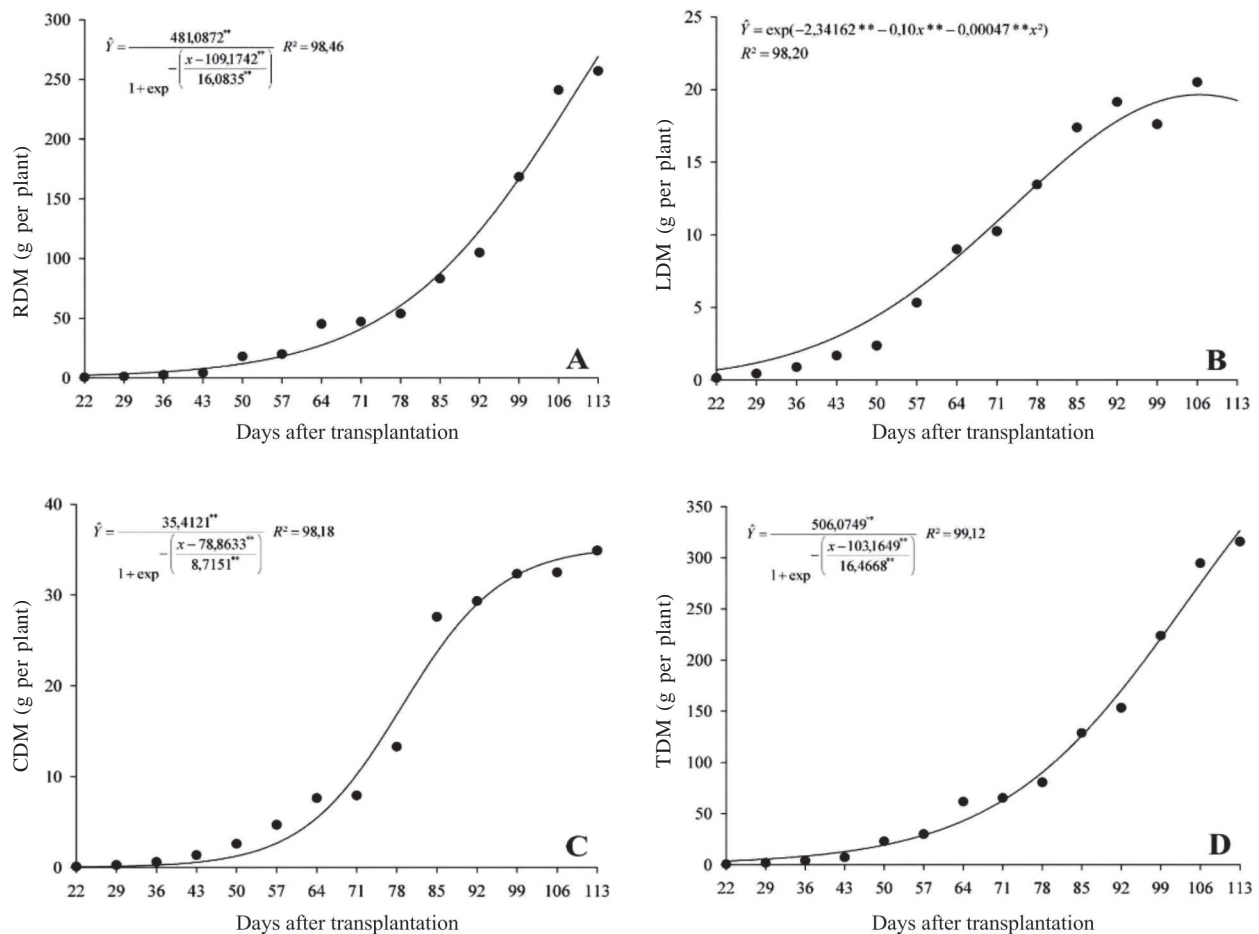 Ŷ = 481,0872** / 1 + exp −(x − 109,1742** / 16,0835**) R² = 98,46
300
250
200
150
100
50
0
RDM (g per plant)
A
22 29 36 43 50 57 64 71 78 85 92 99 106 113
Days after transplantation
Ŷ = exp(−2,34162 ** − 0,10x ** − 0,00047 ** x²)
R² = 98,20
25
20
15
10
5
0
LDM (g per plant)
B
22 29 36 43 50 57 64 71 78 85 92 99 106 113
Days after transplantation
Ŷ = 35,4121** / 1 + exp −(x − 78,8633** / 8,7151**) R² = 98,18
40
30
20
10
0
CDM (g per plant)
C
22 29 36 43 50 57 64 71 78 85 92 99 106 113
Days after transplantation
Ŷ = 506,0749** / 1 + exp −(x − 103,1649** / 16,4668**) R² = 99,12
350
300
250
200
150
100
50
0
TDM (g per plant)
D
22 29 36 43 50 57 64 71 78 85 92 99 106 113
Days after transplantation